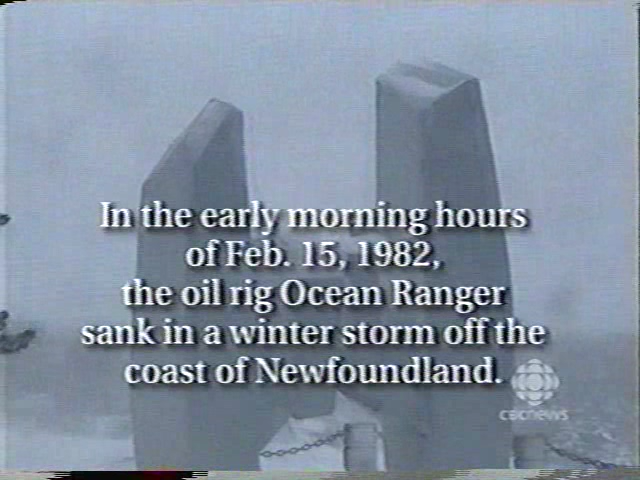 In the early morning hours
of Feb. 15, 1982,
the oil rig Ocean Ranger
sank in a winter storm off the
coast of Newfoundland.
cbcnews